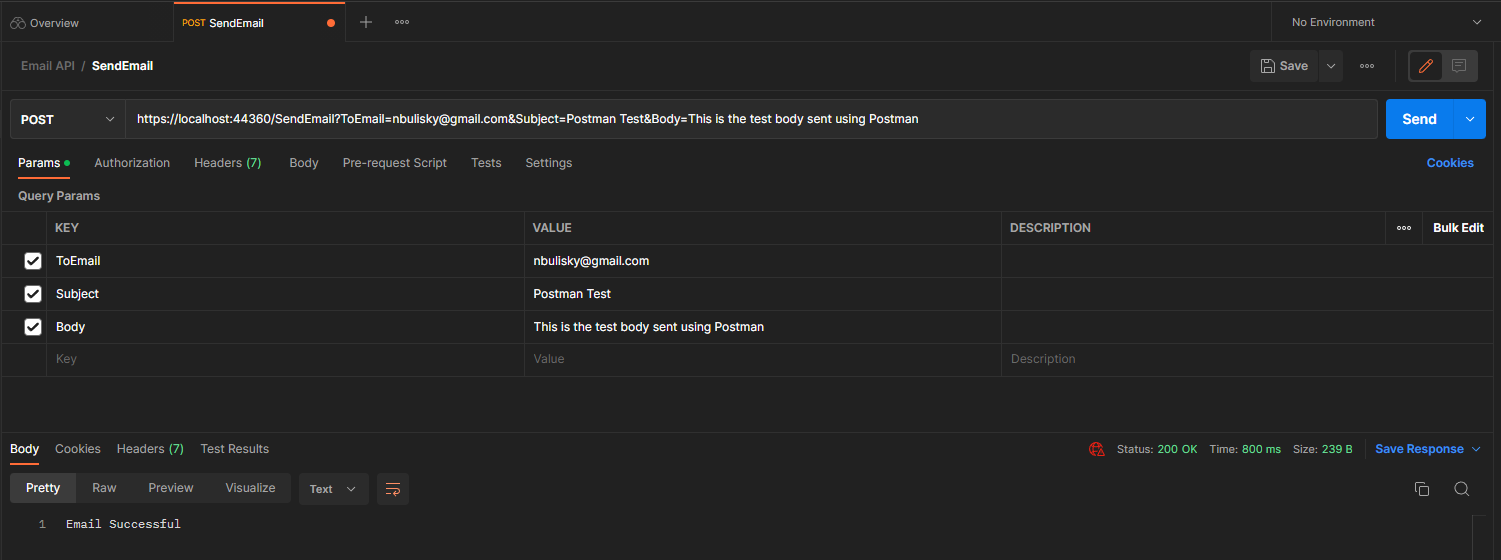 Overview
POST SendEmail
No Environment
Email API / SendEmail
Save
POST
https://localhost:44360/SendEmail?ToEmail=nbulisky@gmail.com&Subject=Postman Test&Body=This is the test body sent using Postman
Send
Params Authorization Headers (7) Body Pre-request Script Tests Settings Cookies
Query Params
KEY VALUE DESCRIPTION Bulk Edit
ToEmail nbulisky@gmail.com
Subject Postman Test
Body This is the test body sent using Postman
Key Value Description
Body Cookies Headers (7) Test Results Status: 200 OK Time: 800 ms Size: 239 B Save Response
Pretty Raw Preview Visualize Text
1 Email Successful